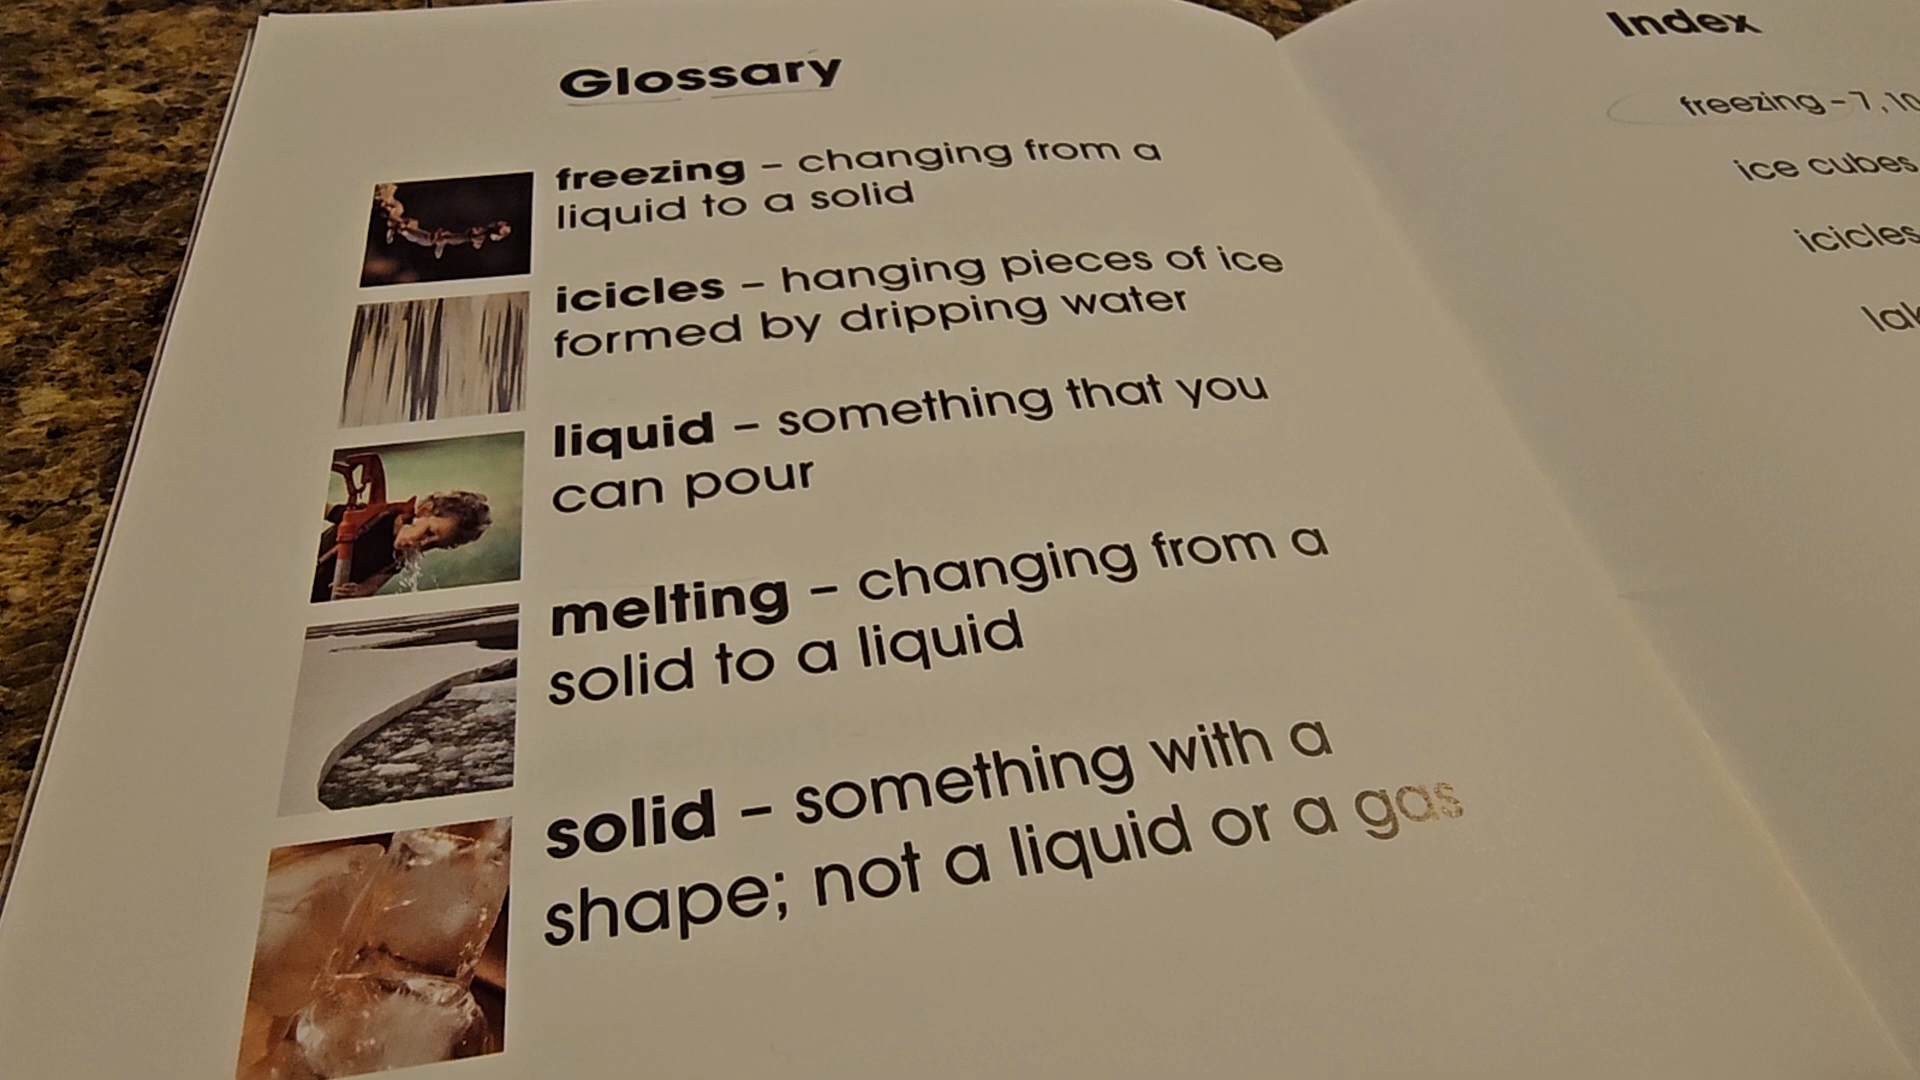 Glossary
freezing – changing from a
liquid to a solid
icicles – hanging pieces of ice
formed by dripping water
liquid – something that you
can pour
melting – changing from a
solid to a liquid
solid – something with a
shape; not a liquid or a gas
Index
freezing – 7, 10
ice cubes
icicles